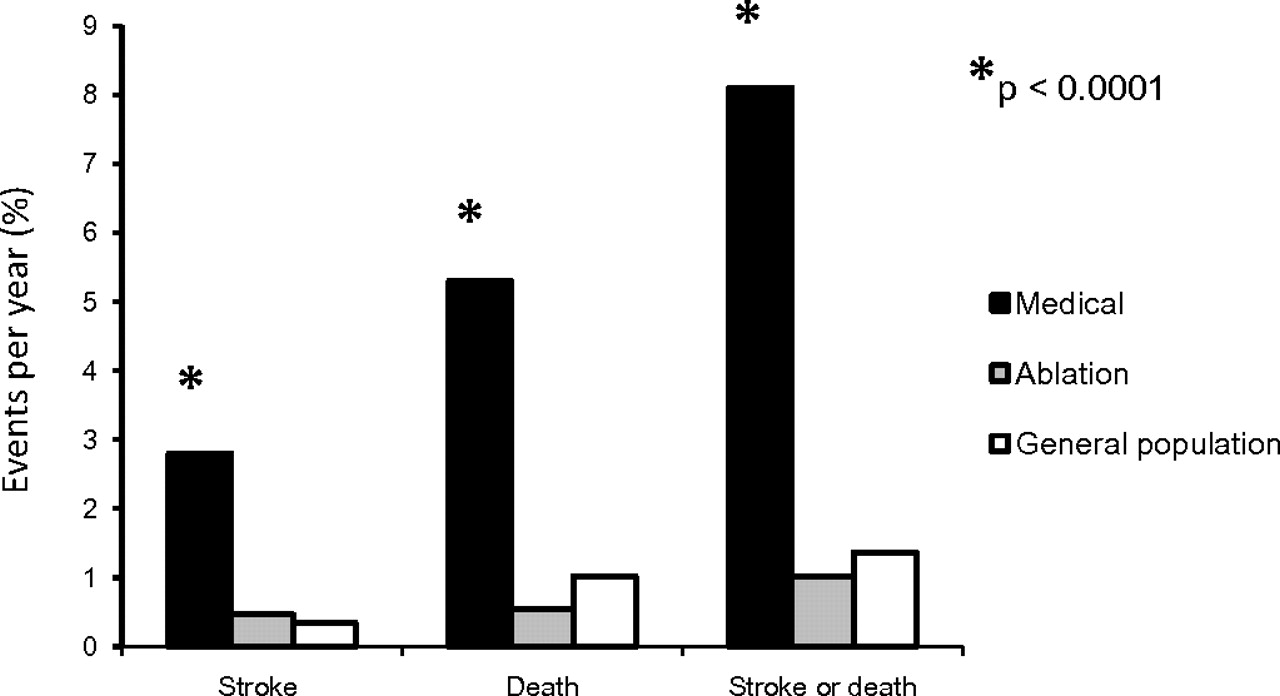 Events per year (%)
9
8
7
6
5
4
3
2
1
0
*
*
*
* p < 0.0001
Medical
Ablation
General population
Stroke
Death
Stroke or death